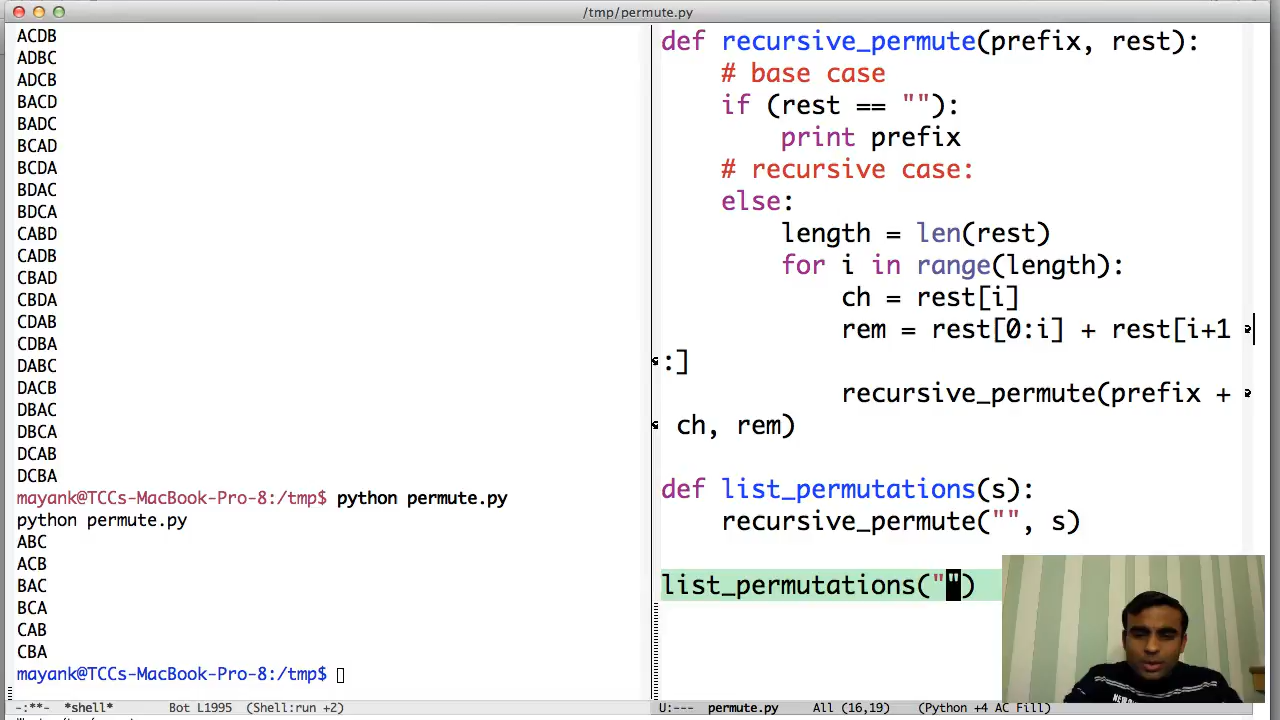 /tmp/permute.py
ACDB
ADBC
ADCB
BACD
BADC
BCAD
BCDA
BDAC
BDCA
CABD
CADB
CBAD
CBDA
CDAB
CDBA
DABC
DACB
DBAC
DBCA
DCAB
DCBA
mayank@TCCs-MacBook-Pro-8:/tmp$ python permute.py
python permute.py
ABC
ACB
BAC
BCA
CAB
CBA
mayank@TCCs-MacBook-Pro-8:/tmp$
-:**- *shell* Bot L1995 (Shell:run +2)
def recursive_permute(prefix, rest):
# base case
if (rest == ""):
print prefix
# recursive case:
else:
length = len(rest)
for i in range(length):
ch = rest[i]
rem = rest[0:i] + rest[i+1
:]
recursive_permute(prefix +
ch, rem)
def list_permutations(s):
recursive_permute("", s)
list_permutations("")
U:--- permute.py All (16,19) (Python +4 AC Fill)